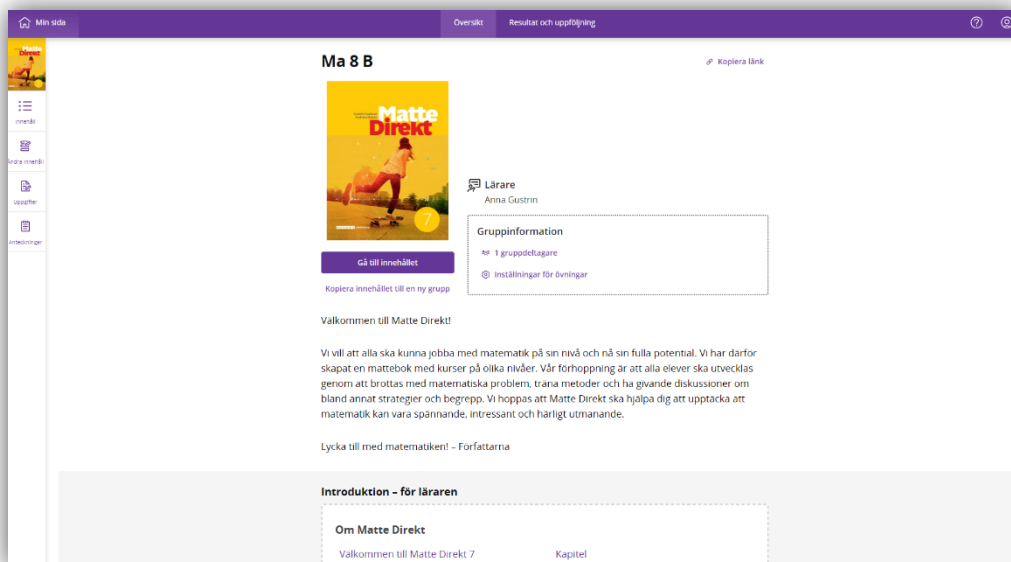 Min sida
Översikt
Resultat och uppföljning
Matte
Direkt
Innehåll
Ändra innehåll
Uppgifter
Anteckningar
Ma 8 B
Kopiera länk
Matte
Direkt
7
Lärare
Anna Gustrin
Gruppinformation
1 gruppdeltagare
Inställningar för övningar
Gå till innehållet
Kopiera innehållet till en ny grupp
Välkommen till Matte Direkt!
Vi vill att alla ska kunna jobba med matematik på sin nivå och nå sin fulla potential. Vi har därför
skapat en mattebok med kurser på olika nivåer. Vår förhoppning är att alla elever ska utvecklas
genom att brottas med matematiska problem, träna metoder och ha givande diskussioner om
bland annat strategier och begrepp. Vi hoppas att Matte Direkt ska hjälpa dig att upptäcka att
matematik kan vara spännande, intressant och härligt utmanande.
Lycka till med matematiken! – Författarna
Introduktion – för läraren
Om Matte Direkt
Välkommen till Matte Direkt 7
Kapitel